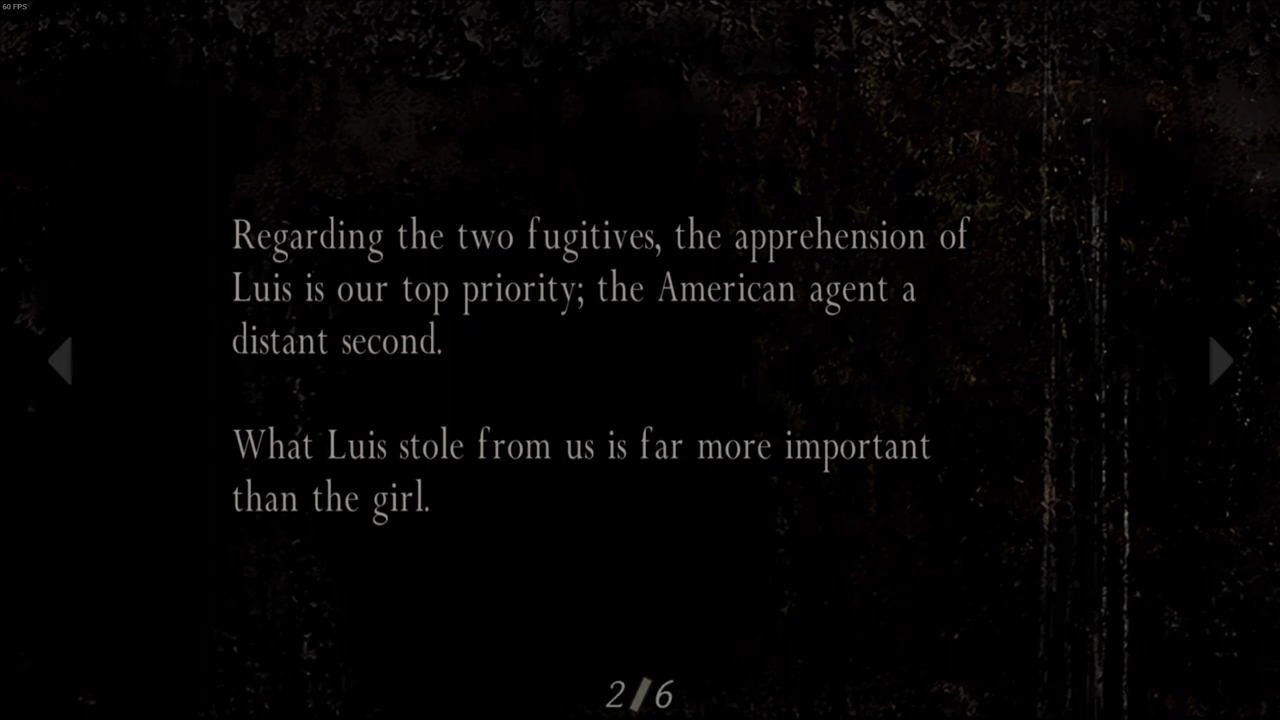 60 FPS
Regarding the two fugitives, the apprehension of
Luis is our top priority; the American agent a
distant second.
What Luis stole from us is far more important
than the girl.
2/6